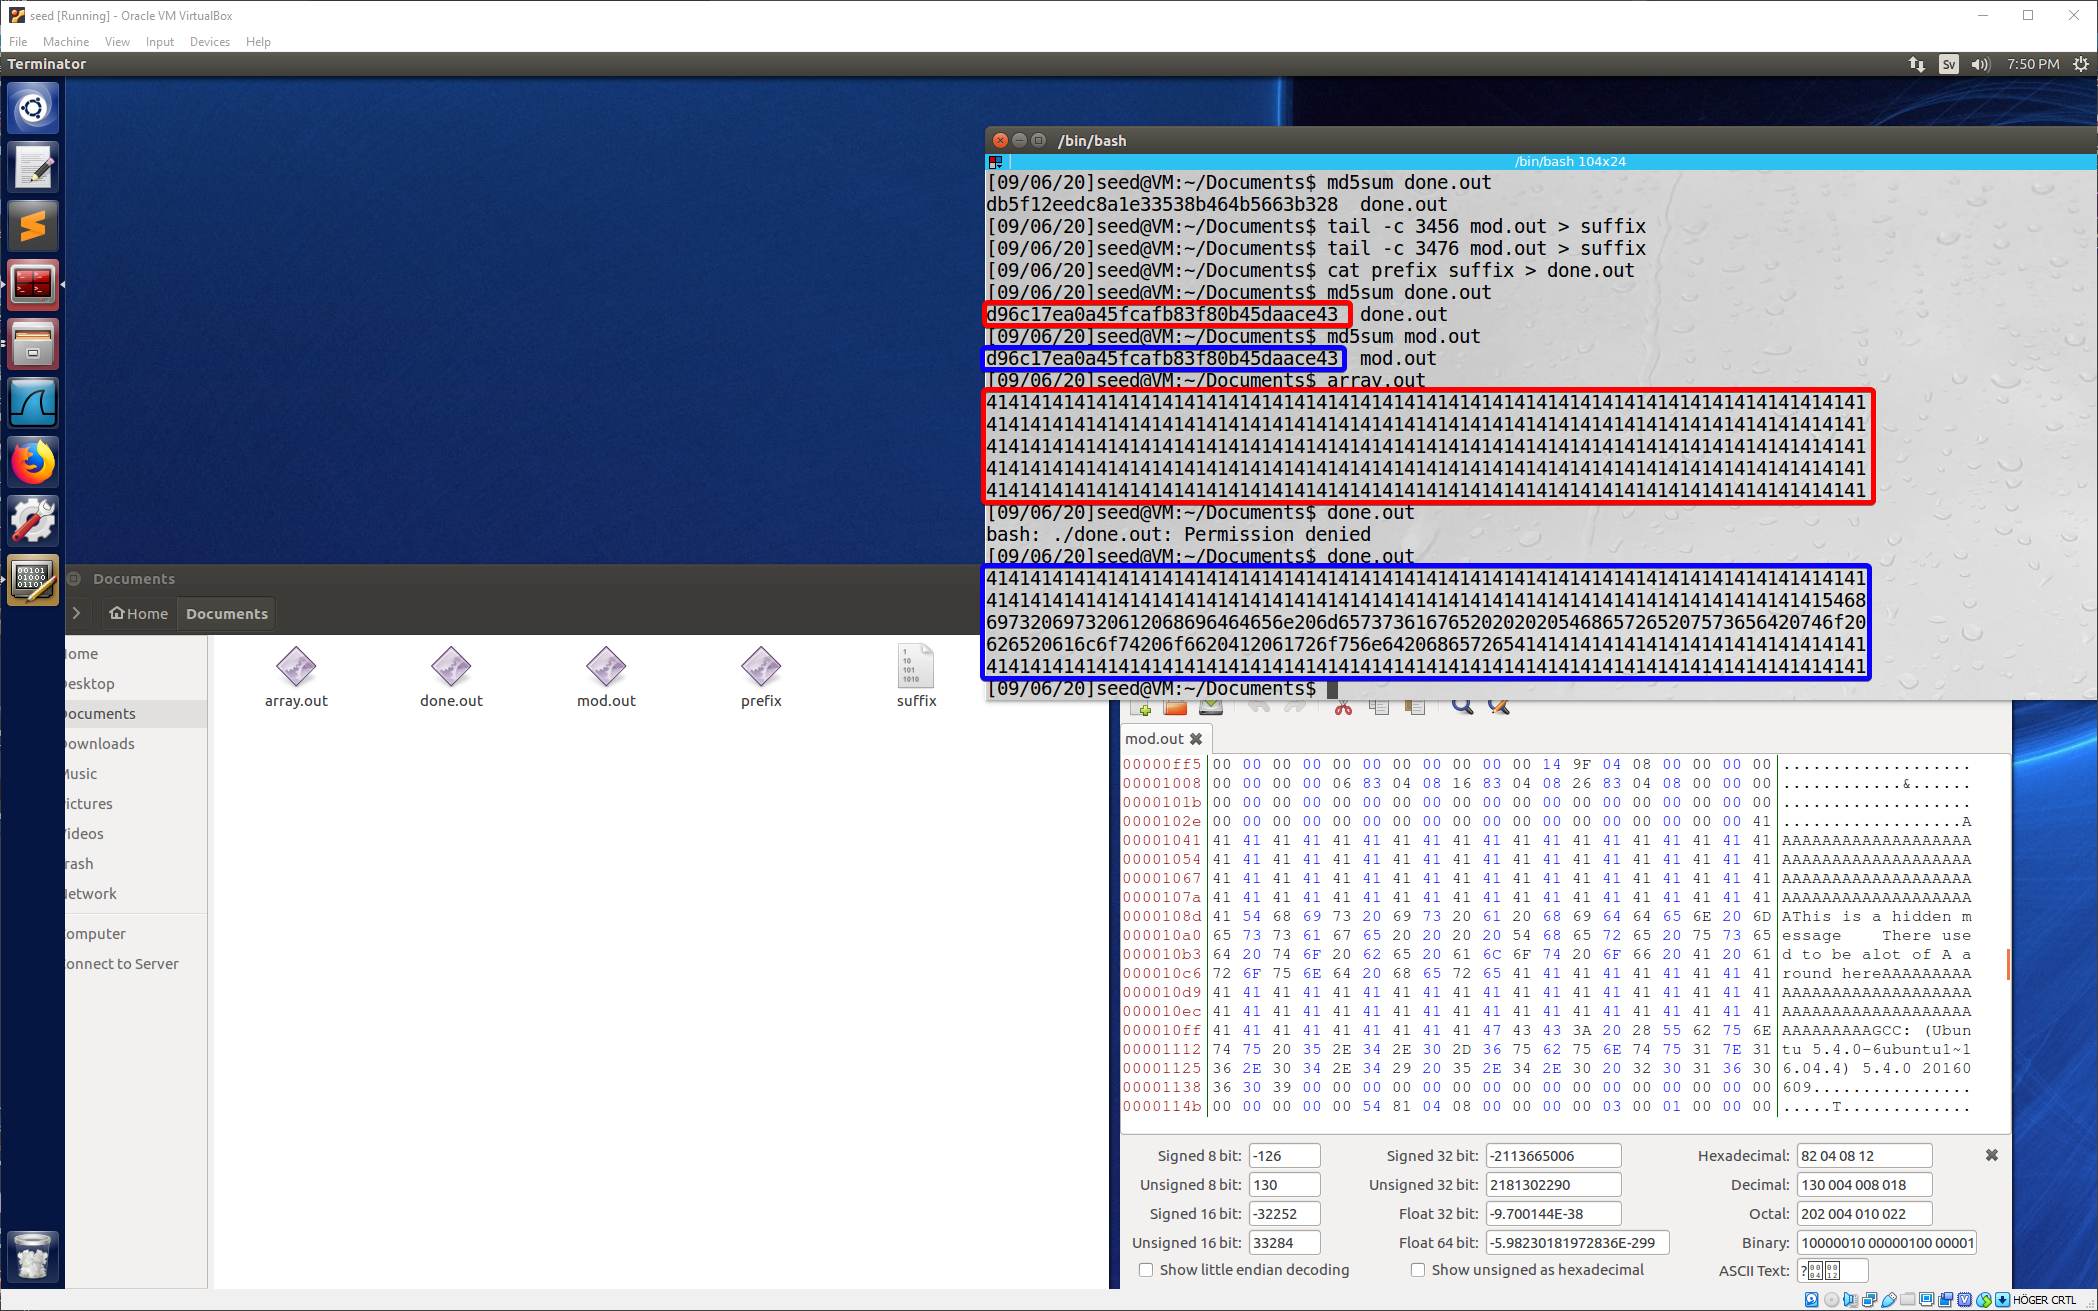 seed [Running] - Oracle VM VirtualBox
File Machine View Input Devices Help
Terminator
Sv 7:50 PM
/bin/bash
/bin/bash 104x24
[09/06/20]seed@VM:~/Documents$ md5sum done.out
db5f12eedc8a1e33538b464b5663b328  done.out
[09/06/20]seed@VM:~/Documents$ tail -c 3456 mod.out > suffix
[09/06/20]seed@VM:~/Documents$ tail -c 3476 mod.out > suffix
[09/06/20]seed@VM:~/Documents$ cat prefix suffix > done.out
[09/06/20]seed@VM:~/Documents$ md5sum done.out
d96c17ea0a45fcafb83f80b45daace43  done.out
[09/06/20]seed@VM:~/Documents$ md5sum mod.out
d96c17ea0a45fcafb83f80b45daace43  mod.out
[09/06/20]seed@VM:~/Documents$ array.out
41414141414141414141414141414141414141414141414141414141414141414141414141414141
41414141414141414141414141414141414141414141414141414141414141414141414141414141
41414141414141414141414141414141414141414141414141414141414141414141414141414141
41414141414141414141414141414141414141414141414141414141414141414141414141414141
41414141414141414141414141414141414141414141414141414141414141414141414141414141
[09/06/20]seed@VM:~/Documents$ done.out
bash: ./done.out: Permission denied
[09/06/20]seed@VM:~/Documents$ done.out
41414141414141414141414141414141414141414141414141414141414141414141414141414141
41414141414141414141414141414141414141414141414141414141414141414141414141415468
697320697320612068696464656e206d657373616765202020205468657265207573656420746f20
626520616c6f74206f6620412061726f756e64206865726541414141414141414141414141414141
41414141414141414141414141414141414141414141414141414141414141414141414141414141
[09/06/20]seed@VM:~/Documents$
Documents
Home Documents
ome
esktop
ocuments
ownloads
Music
ictures
ideos
rash
etwork
omputer
onnect to Server
array.out
done.out
mod.out
prefix
suffix
mod.out
00000ff5 00 00 00 00 00 00 00 00 00 00 00 14 9F 04 08 00 00 00 00 ...................
00001008 00 00 00 00 06 83 04 08 16 83 04 08 26 83 04 08 00 00 00 ............&......
0000101b 00 00 00 00 00 00 00 00 00 00 00 00 00 00 00 00 00 00 00 ...................
0000102e 00 00 00 00 00 00 00 00 00 00 00 00 00 00 00 00 00 00 41 ..................A
00001041 41 41 41 41 41 41 41 41 41 41 41 41 41 41 41 41 41 41 41 AAAAAAAAAAAAAAAAAAA
00001054 41 41 41 41 41 41 41 41 41 41 41 41 41 41 41 41 41 41 41 AAAAAAAAAAAAAAAAAAA
00001067 41 41 41 41 41 41 41 41 41 41 41 41 41 41 41 41 41 41 41 AAAAAAAAAAAAAAAAAAA
0000107a 41 41 41 41 41 41 41 41 41 41 41 41 41 41 41 41 41 41 41 AAAAAAAAAAAAAAAAAAA
0000108d 41 54 68 69 73 20 69 73 20 61 20 68 69 64 64 65 6E 20 6D AThis is a hidden m
000010a0 65 73 73 61 67 65 20 20 20 20 54 68 65 72 65 20 75 73 65 essage    There use
000010b3 64 20 74 6F 20 62 65 20 61 6C 6F 74 20 6F 66 20 41 20 61 d to be alot of A a
000010c6 72 6F 75 6E 64 20 68 65 72 65 41 41 41 41 41 41 41 41 41 round hereAAAAAAAAA
000010d9 41 41 41 41 41 41 41 41 41 41 41 41 41 41 41 41 41 41 41 AAAAAAAAAAAAAAAAAAA
000010ec 41 41 41 41 41 41 41 41 41 41 41 41 41 41 41 41 41 41 41 AAAAAAAAAAAAAAAAAAA
000010ff 41 41 41 41 41 41 41 41 41 47 43 43 3A 20 28 55 62 75 6E AAAAAAAAAGCC: (Ubun
00001112 74 75 20 35 2E 34 2E 30 2D 36 75 62 75 6E 74 75 31 7E 31 tu 5.4.0-6ubuntu1~1
00001125 36 2E 30 34 2E 34 29 20 35 2E 34 2E 30 20 32 30 31 36 30 6.04.4) 5.4.0 20160
00001138 36 30 39 00 00 00 00 00 00 00 00 00 00 00 00 00 00 00 00 609................
0000114b 00 00 00 00 00 54 81 04 08 00 00 00 00 03 00 01 00 00 00 .....T.............
Signed 8 bit: -126 Signed 32 bit: -2113665006 Hexadecimal: 82 04 08 12
Unsigned 8 bit: 130 Unsigned 32 bit: 2181302290 Decimal: 130 004 008 018
Signed 16 bit: -32252 Float 32 bit: -9.700144E-38 Octal: 202 004 010 022
Unsigned 16 bit: 33284 Float 64 bit: -5.98230181972836E-299 Binary: 10000010 00000100 00001
Show little endian decoding Show unsigned as hexadecimal ASCII Text: ?
HÖGER CRTL